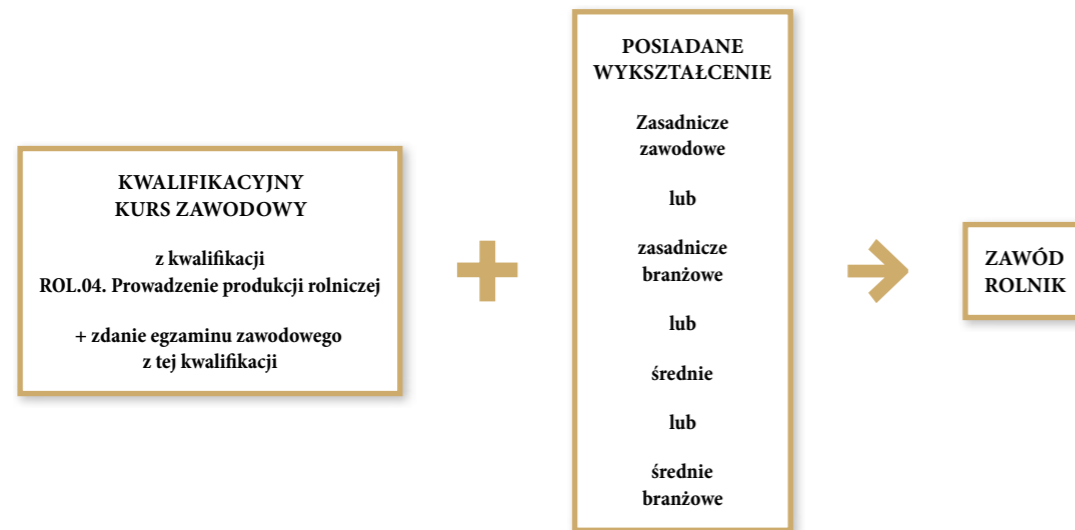 KWALIFIKACYJNY
KURS ZAWODOWY
z kwalifikacji
ROL.04. Prowadzenie produkcji rolniczej
+ zdanie egzaminu zawodowego
z tej kwalifikacji
POSIADANE
WYKSZTAŁCENIE
Zasadnicze
zawodowe
lub
zasadnicze
branżowe
lub
średnie
lub
średnie
branżowe
ZAWÓD
ROLNIK